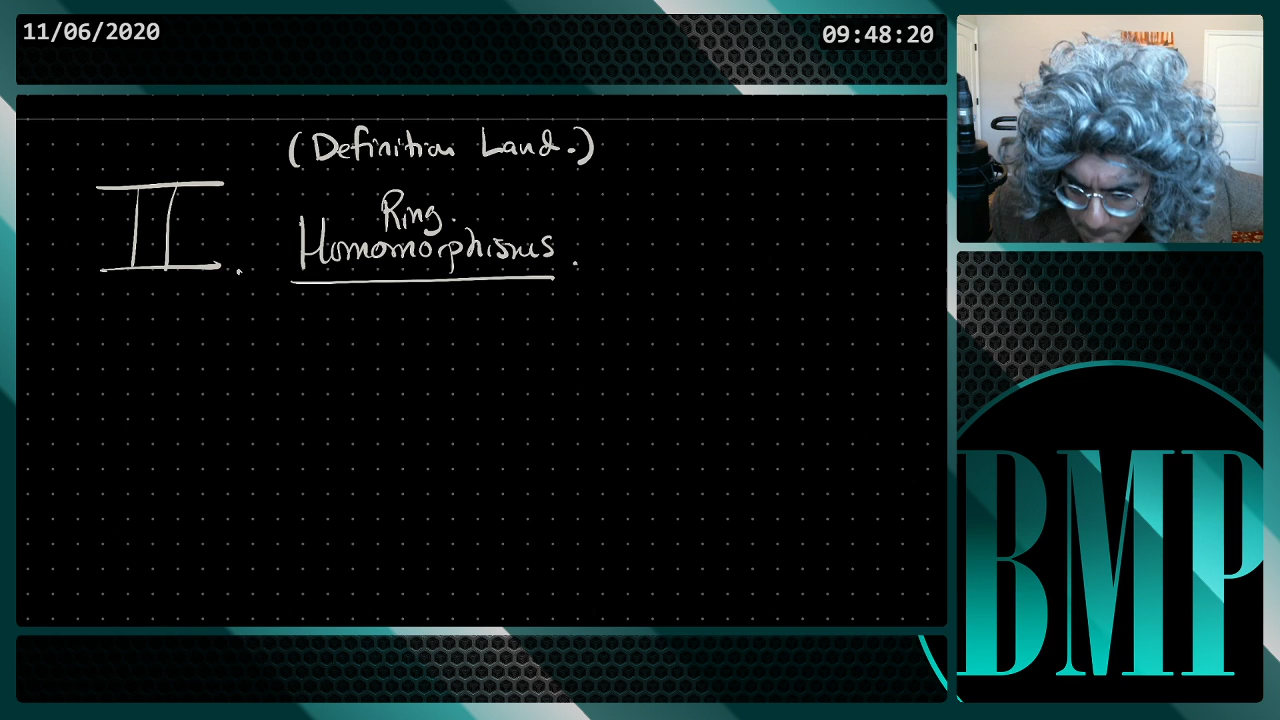 11/06/2020
09:48:20
(Definition Land.)
II.
Ring.
Homomorphisms.
BMP